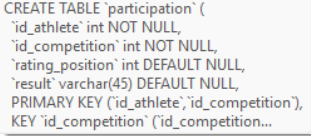 CREATE TABLE `participation` (
`id_athlete` int NOT NULL,
`id_competition` int NOT NULL,
`rating_position` int DEFAULT NULL,
`result` varchar(45) DEFAULT NULL,
PRIMARY KEY (`id_athlete`,`id_competition`),
KEY `id_competition` (`id_competition...